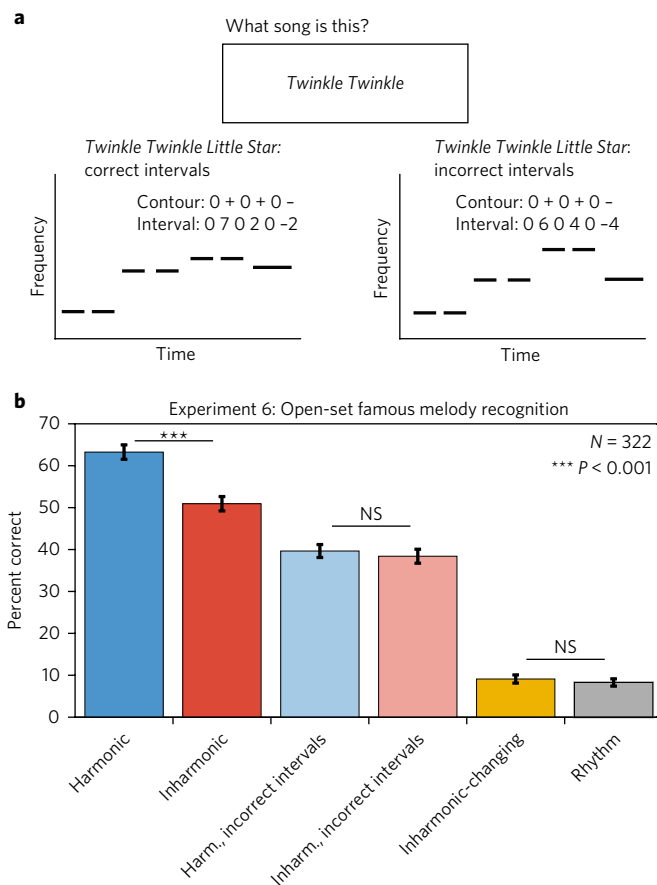 a
What song is this?
Twinkle Twinkle
Twinkle Twinkle Little Star:
correct intervals
Contour: 0 + 0 + 0 –
Interval: 0 7 0 2 0 –2
Frequency
Time
Twinkle Twinkle Little Star:
incorrect intervals
Contour: 0 + 0 + 0 –
Interval: 0 6 0 4 0 –4
Frequency
Time
b
Experiment 6: Open-set famous melody recognition
N = 322
*** P < 0.001
***
NS
NS
Percent correct
70
60
50
40
30
20
10
0
Harmonic
Inharmonic
Harm., incorrect intervals
Inharm., incorrect intervals
Inharmonic-changing
Rhythm